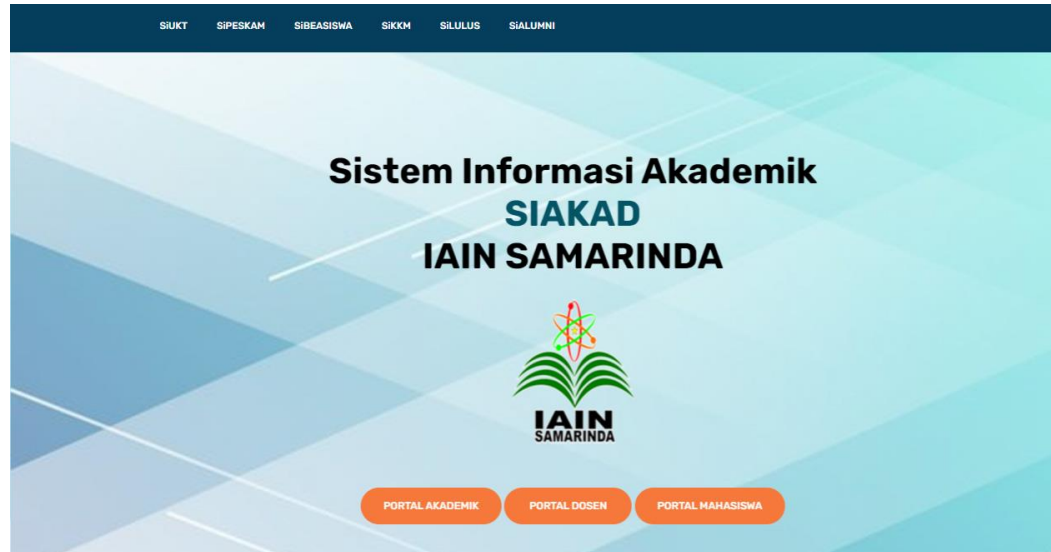 SiUKT SiPESKAM SiBEASISWA SiKKM SiLULUS SiALUMNI
Sistem Informasi Akademik
SIAKAD
IAIN SAMARINDA
IAIN
SAMARINDA
PORTAL AKADEMIK PORTAL DOSEN PORTAL MAHASISWA